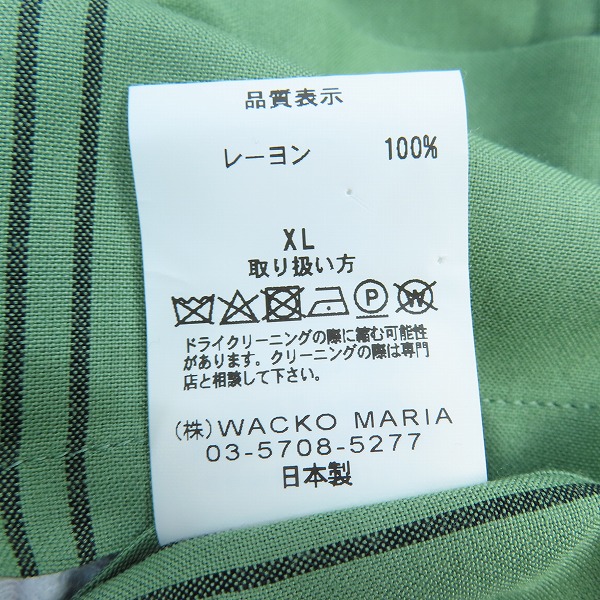 品質表示
レーヨン 100%
XL
取り扱い方
P W
ドライクリーニングの際に縮む可能性
があります。クリーニングの際は専門
店と相談して下さい。
(株)WACKO MARIA
03-5708-5277
日本製